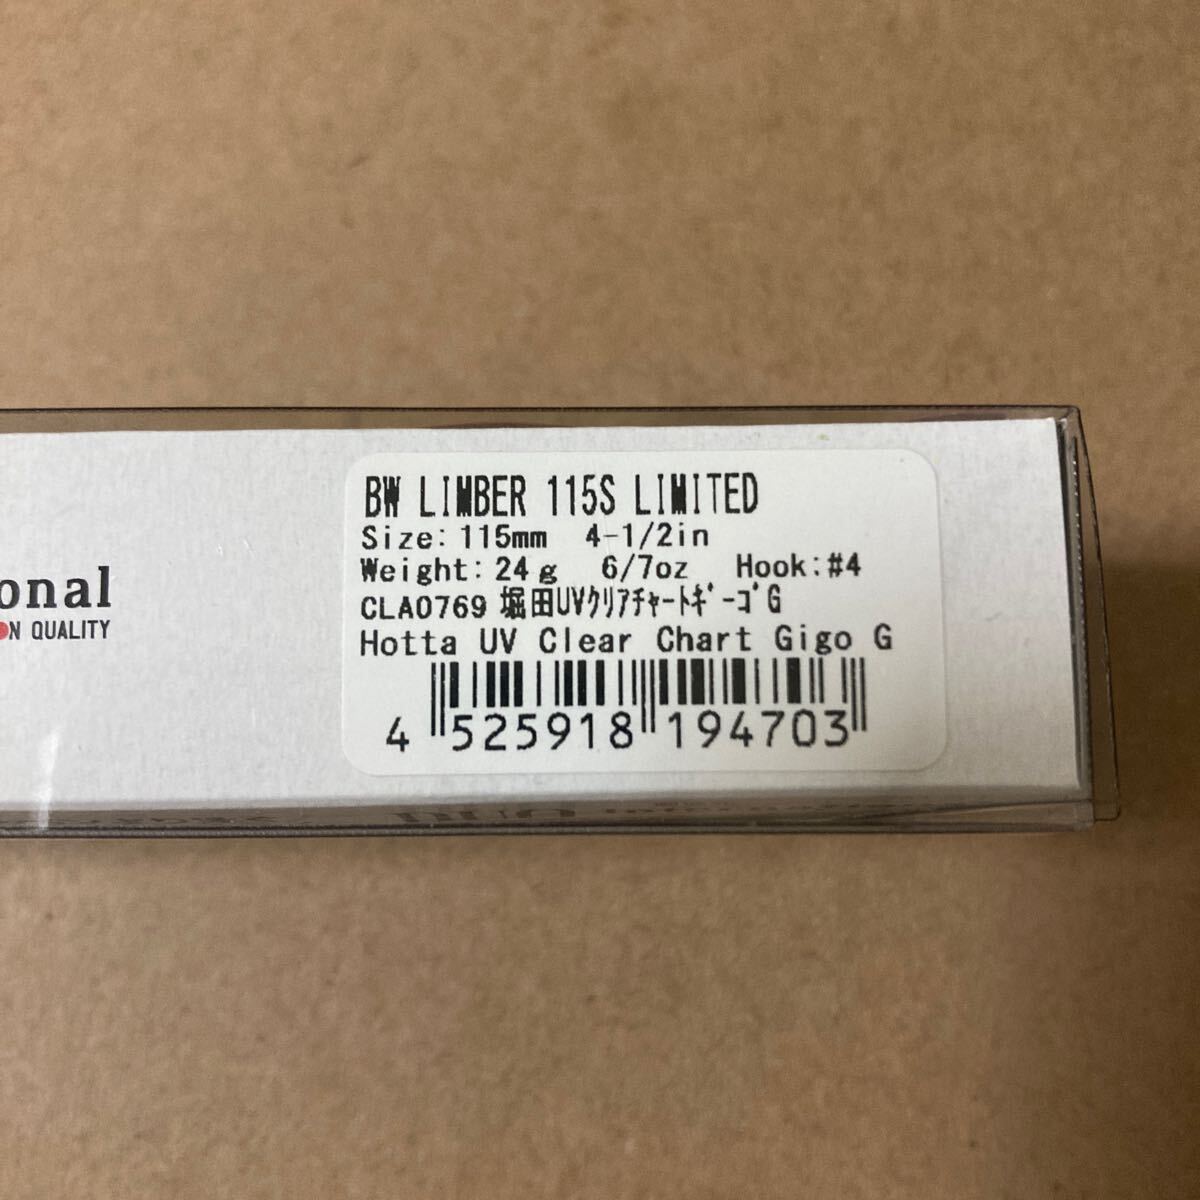 BW LIMBER 115S LIMITED
Size: 115mm 4-1/2in
Weight: 24g 6/7oz Hook:#4
CLA0769 堀田UVｸﾘｱﾁｬｰﾄｷﾞｰｺﾞG
Hotta UV Clear Chart Gigo G
4 525918 194703
onal
N QUALITY
DUO